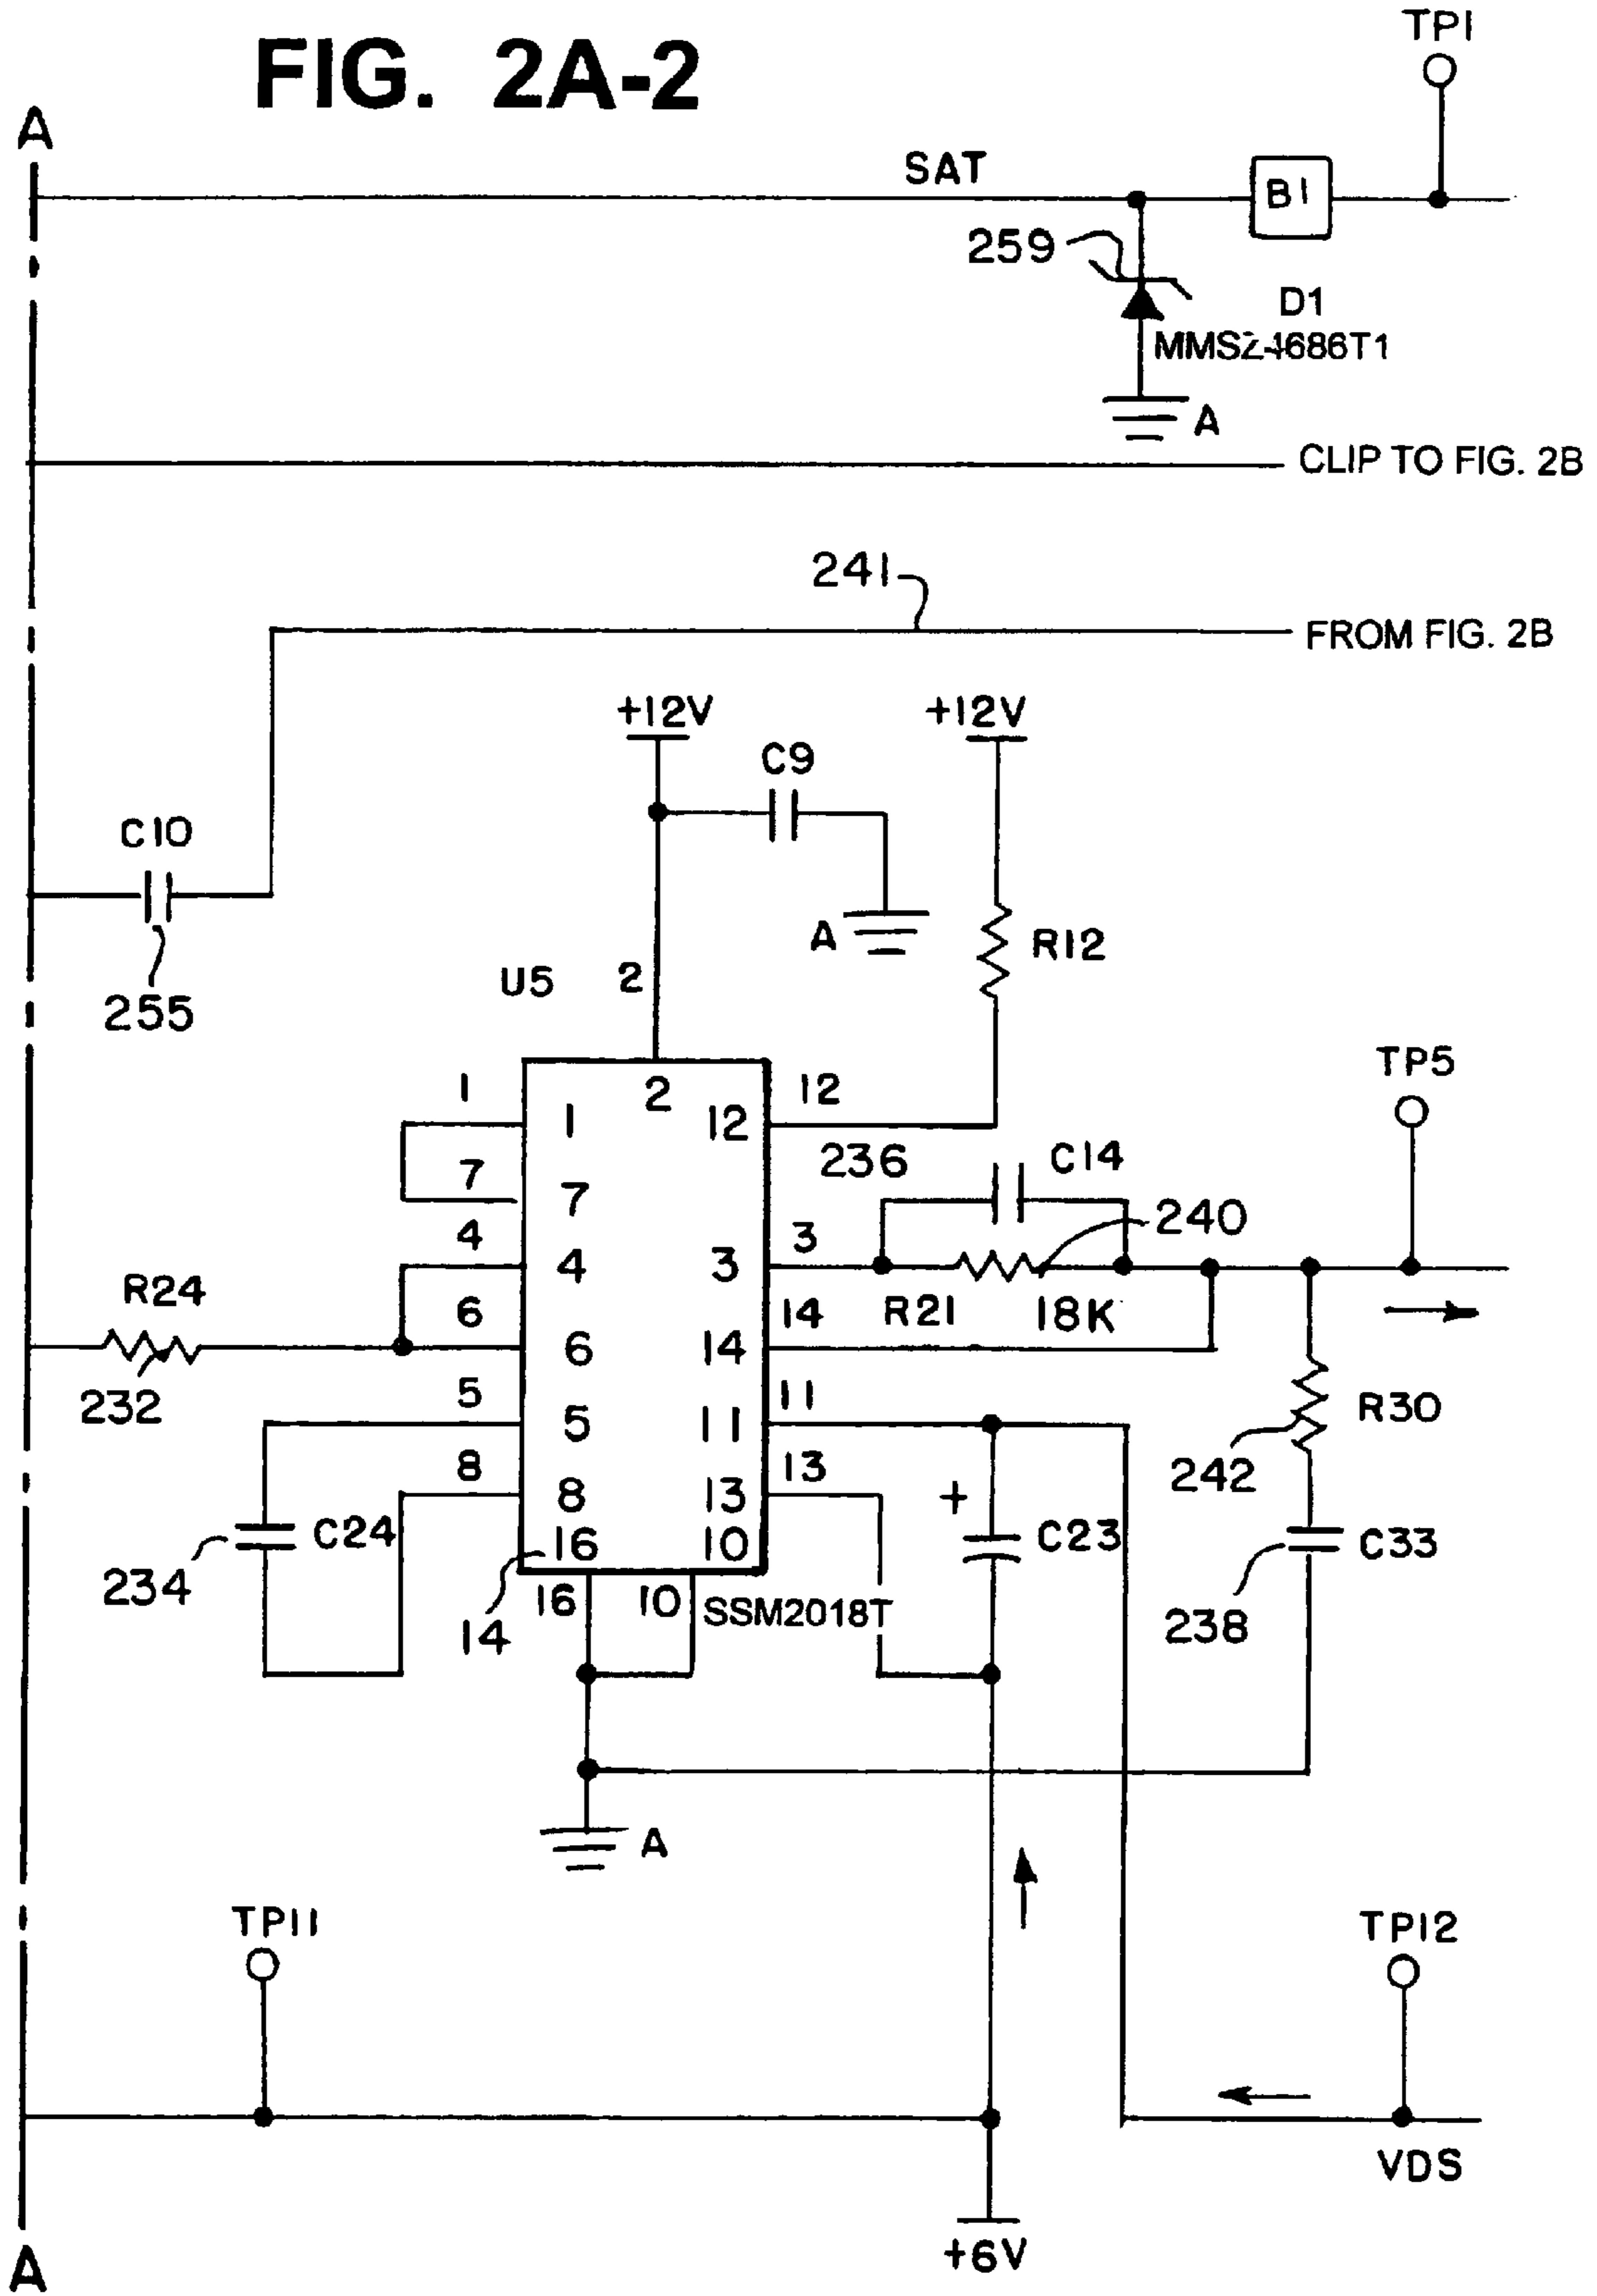 FIG. 2A-2
TP1
A
SAT
B1
259
D1
MMSZ4686T1
A
CLIP TO FIG. 2B
241
FROM FIG. 2B
+12V
+12V
C9
C10
A
R12
U5
2
255
TP5
1
2
12
1
12
7
236
C14
7
240
4
3
4
3
R24
6
R21
18K
14
6
14
232
5
11
R30
5
11
8
13
242
8
13
+
C24
C23
C33
16
10
234
16
10
SSM2018T
238
14
A
TP11
TP12
VDS
+6V
A